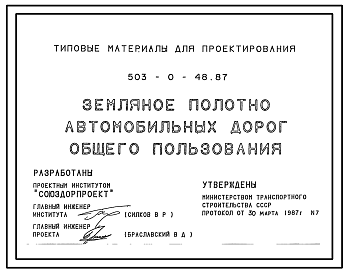 ТИПОВЫЕ МАТЕРИАЛЫ ДЛЯ ПРОЕКТИРОВАНИЯ
503 - 0 - 48.87
ЗЕМЛЯНОЕ ПОЛОТНО
АВТОМОБИЛЬНЫХ ДОРОГ
ОБЩЕГО ПОЛЬЗОВАНИЯ
РАЗРАБОТАНЫ
ПРОЕКТНЫМ ИНСТИТУТОМ
"СОЮЗДОРПРОЕКТ"
ГЛАВНЫЙ ИНЖЕНЕР
ИНСТИТУТА (СИЛКОВ В Р )
ГЛАВНЫЙ ИНЖЕНЕР
ПРОЕКТА (БРАСЛАВСКИЙ В Д )
УТВЕРЖДЕНЫ
МИНИСТЕРСТВОМ ТРАНСПОРТНОГО
СТРОИТЕЛЬСТВА СССР
ПРОТОКОЛ ОТ 30 МАРТА 1987г N7